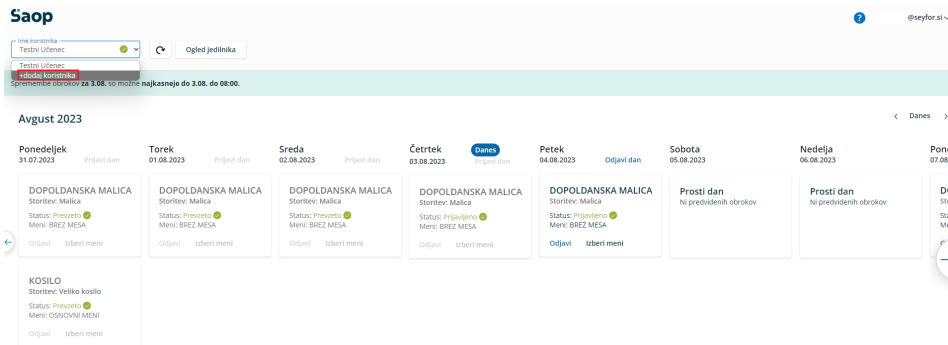 Saop
?
@seyfor.si
Ime koristnika
Testni Učenec
Ogled jedilnika
Testni Učenec
+dodaj koristnika
Spremembe obrokov za 3.08. so možne najkasneje do 3.08. do 08:00.
Avgust 2023
Danes
Ponedeljek
31.07.2023 Prijavi dan
Torek
01.08.2023 Prijavi dan
Sreda
02.08.2023 Prijavi dan
Četrtek Danes
03.08.2023 Prijavi dan
Petek
04.08.2023 Odjavi dan
Sobota
05.08.2023
Nedelja
06.08.2023
Pon
07.08
DOPOLDANSKA MALICA
Storitev: Malica
Status: Prevzeto
Meni: BREZ MESA
Odjavi Izberi meni
KOSILO
Storitev: Veliko kosilo
Status: Prevzeto
Meni: OSNOVNI MENI
Odjavi Izberi meni
DOPOLDANSKA MALICA
Storitev: Malica
Status: Prevzeto
Meni: BREZ MESA
Odjavi Izberi meni
DOPOLDANSKA MALICA
Storitev: Malica
Status: Prevzeto
Meni: BREZ MESA
Odjavi Izberi meni
DOPOLDANSKA MALICA
Storitev: Malica
Status: Prijavljeno
Meni: BREZ MESA
Odjavi Izberi meni
DOPOLDANSKA MALICA
Storitev: Malica
Status: Prijavljeno
Meni: BREZ MESA
Odjavi Izberi meni
Prosti dan
Ni predvidenih obrokov
Prosti dan
Ni predvidenih obrokov